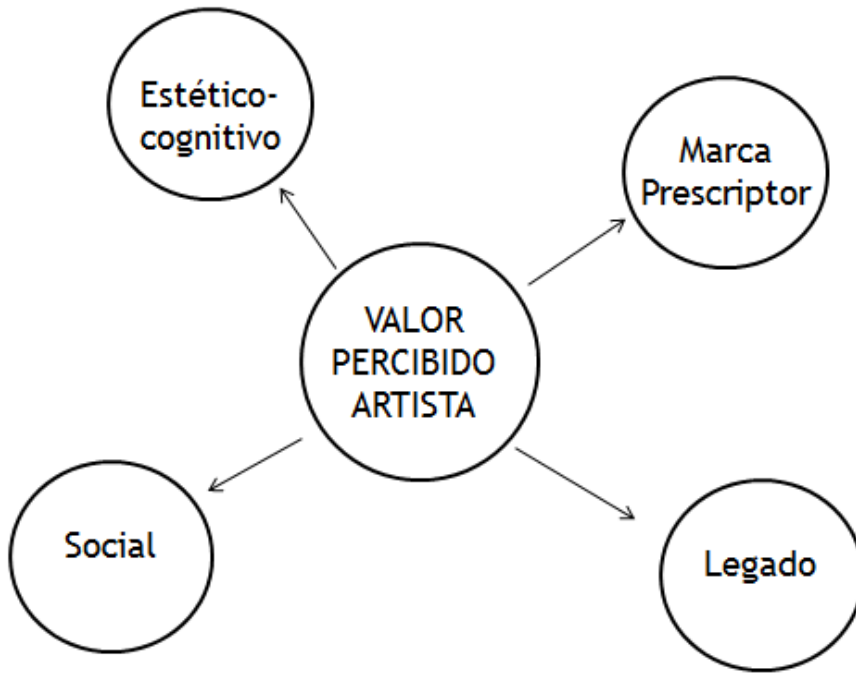 Estético-
cognitivo
Marca
Prescriptor
VALOR
PERCIBIDO
ARTISTA
Social
Legado